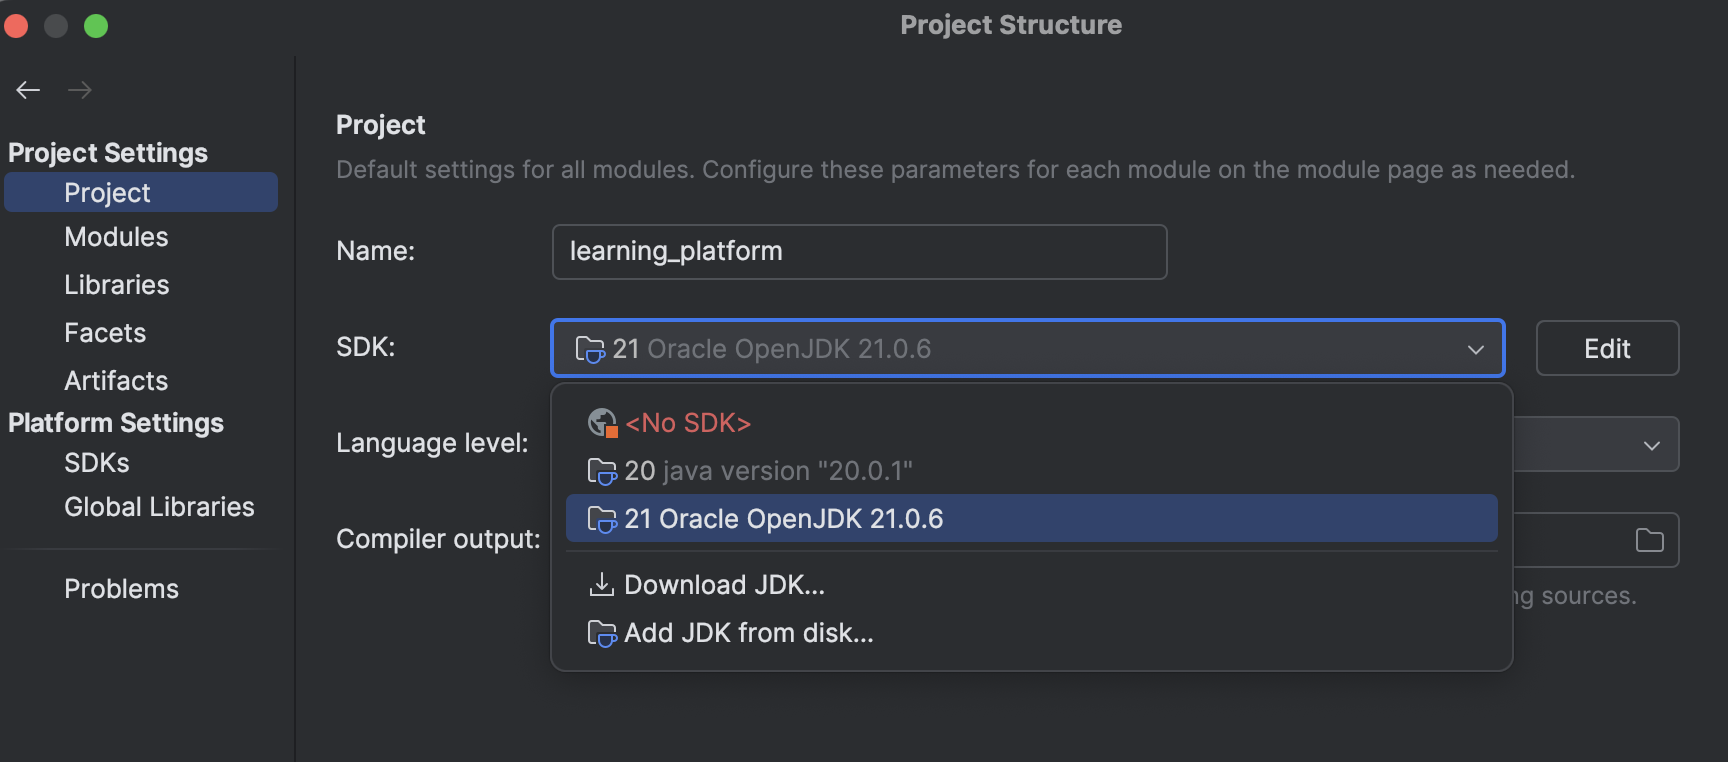 Project Structure
Project Settings
Project
Modules
Libraries
Facets
Artifacts
Platform Settings
SDKs
Global Libraries
Problems
Project
Default settings for all modules. Configure these parameters for each module on the module page as needed.
Name:
learning_platform
SDK:
21 Oracle OpenJDK 21.0.6
Edit
<No SDK>
20 java version "20.0.1"
21 Oracle OpenJDK 21.0.6
Download JDK...
Add JDK from disk...
Language level:
Compiler output:
sources.